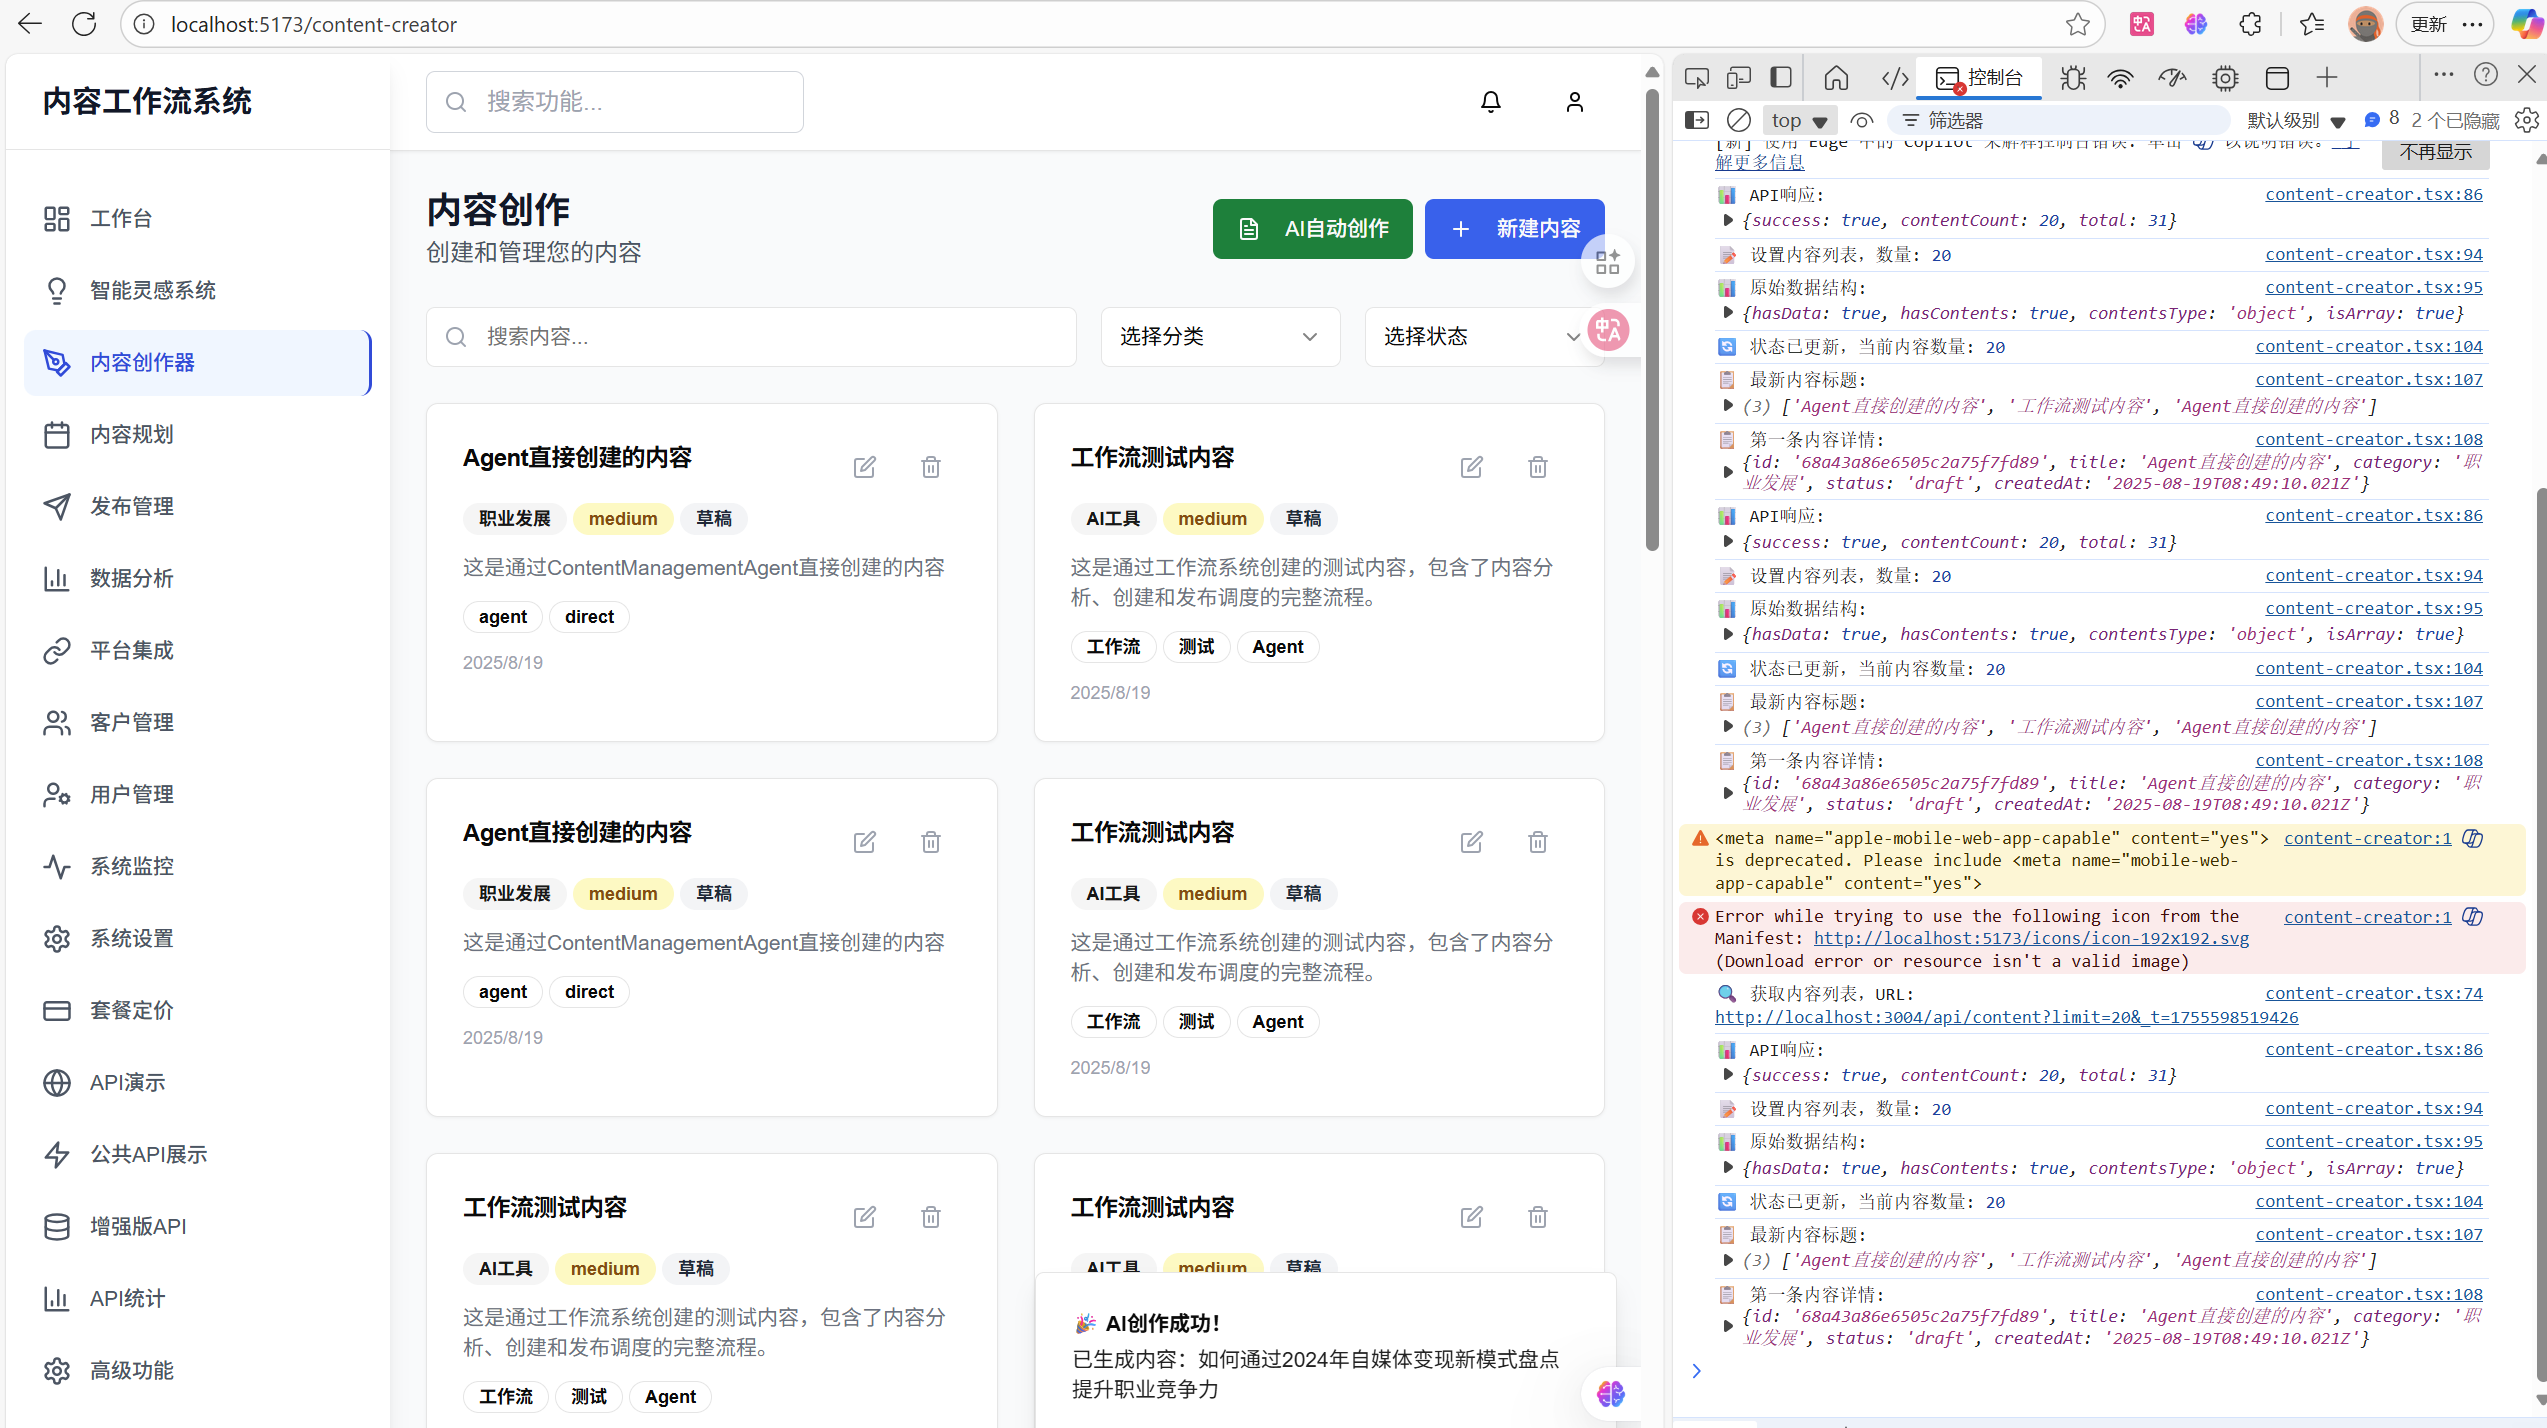 localhost:5173/content-creator
更新
内容工作流系统
工作台
智能灵感系统
内容创作器
内容规划
发布管理
数据分析
平台集成
客户管理
用户管理
系统监控
系统设置
套餐定价
API演示
公共API展示
增强版API
API统计
高级功能
搜索功能...
内容创作
创建和管理您的内容
AI自动创作
新建内容
搜索内容...
选择分类
选择状态
Agent直接创建的内容
职业发展 medium 草稿
这是通过ContentManagementAgent直接创建的内容
agent direct
2025/8/19
工作流测试内容
AI工具 medium 草稿
这是通过工作流系统创建的测试内容，包含了内容分
析、创建和发布调度的完整流程。
工作流 测试 Agent
2025/8/19
Agent直接创建的内容
职业发展 medium 草稿
这是通过ContentManagementAgent直接创建的内容
agent direct
2025/8/19
工作流测试内容
AI工具 medium 草稿
这是通过工作流系统创建的测试内容，包含了内容分
析、创建和发布调度的完整流程。
工作流 测试 Agent
2025/8/19
工作流测试内容
AI工具 medium 草稿
这是通过工作流系统创建的测试内容，包含了内容分
析、创建和发布调度的完整流程。
工作流 测试 Agent
工作流测试内容
AI工具 medium 草稿
🎉 AI创作成功！
已生成内容：如何通过2024年自媒体变现新模式盘点
提升职业竞争力
控制台
top 筛选器 默认级别 8 2 个已隐藏
解更多信息 不再显示
API响应: content-creator.tsx:86
{success: true, contentCount: 20, total: 31}
设置内容列表，数量: 20 content-creator.tsx:94
原始数据结构: content-creator.tsx:95
{hasData: true, hasContents: true, contentsType: 'object', isArray: true}
状态已更新，当前内容数量: 20 content-creator.tsx:104
最新内容标题: content-creator.tsx:107
(3) ['Agent直接创建的内容', '工作流测试内容', 'Agent直接创建的内容']
第一条内容详情: content-creator.tsx:108
{id: '68a43a86e6505c2a75f7fd89', title: 'Agent直接创建的内容', category: '职
业发展', status: 'draft', createdAt: '2025-08-19T08:49:10.021Z'}
API响应: content-creator.tsx:86
{success: true, contentCount: 20, total: 31}
设置内容列表，数量: 20 content-creator.tsx:94
原始数据结构: content-creator.tsx:95
{hasData: true, hasContents: true, contentsType: 'object', isArray: true}
状态已更新，当前内容数量: 20 content-creator.tsx:104
最新内容标题: content-creator.tsx:107
(3) ['Agent直接创建的内容', '工作流测试内容', 'Agent直接创建的内容']
第一条内容详情: content-creator.tsx:108
{id: '68a43a86e6505c2a75f7fd89', title: 'Agent直接创建的内容', category: '职
业发展', status: 'draft', createdAt: '2025-08-19T08:49:10.021Z'}
<meta name="apple-mobile-web-app-capable" content="yes"> content-creator:1
is deprecated. Please include <meta name="mobile-web-
app-capable" content="yes">
Error while trying to use the following icon from the content-creator:1
Manifest: http://localhost:5173/icons/icon-192x192.svg
(Download error or resource isn't a valid image)
获取内容列表，URL: content-creator.tsx:74
http://localhost:3004/api/content?limit=20&_t=1755598519426
API响应: content-creator.tsx:86
{success: true, contentCount: 20, total: 31}
设置内容列表，数量: 20 content-creator.tsx:94
原始数据结构: content-creator.tsx:95
{hasData: true, hasContents: true, contentsType: 'object', isArray: true}
状态已更新，当前内容数量: 20 content-creator.tsx:104
最新内容标题: content-creator.tsx:107
(3) ['Agent直接创建的内容', '工作流测试内容', 'Agent直接创建的内容']
第一条内容详情: content-creator.tsx:108
{id: '68a43a86e6505c2a75f7fd89', title: 'Agent直接创建的内容', category: '职
业发展', status: 'draft', createdAt: '2025-08-19T08:49:10.021Z'}